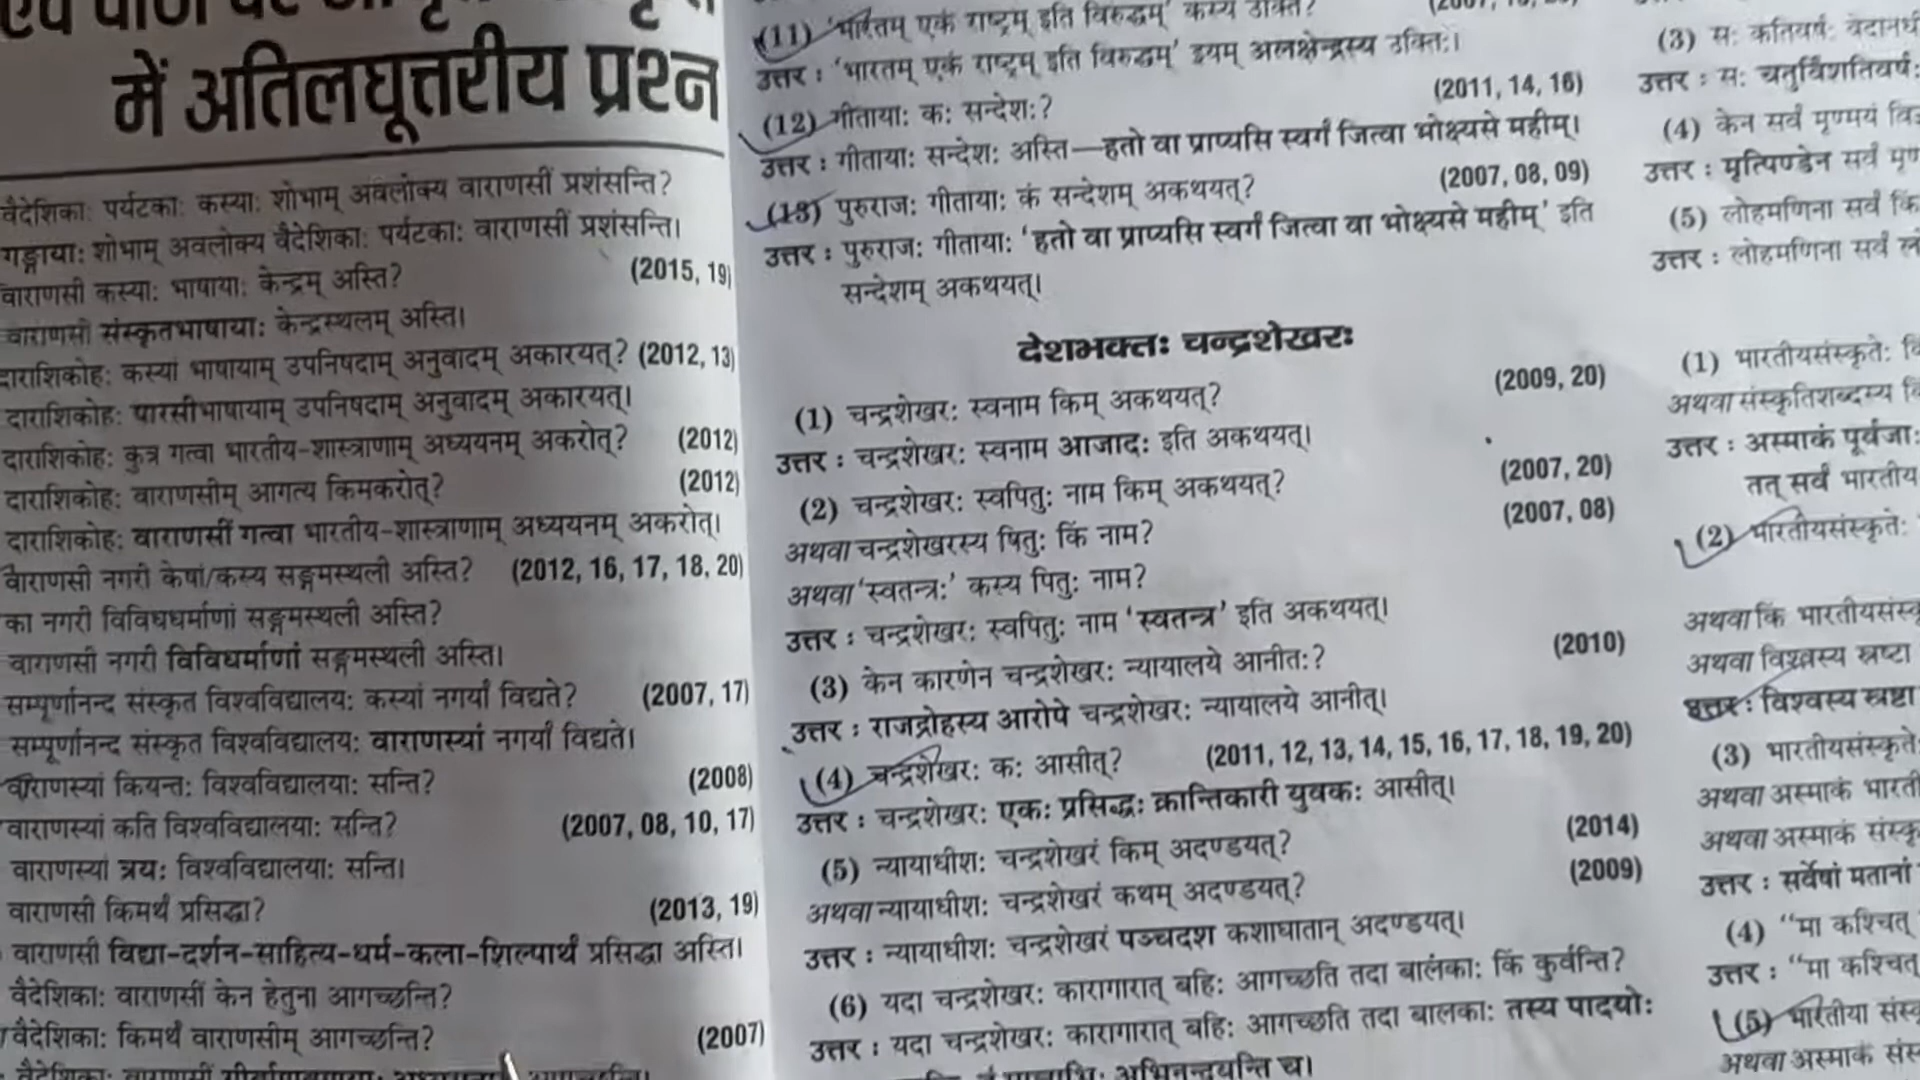 में अतिलघूत्तरीय प्रश्न
वैदेशिकाः पर्यटकाः कस्याः शोभाम् अवलोक्य वाराणसीं प्रशंसन्ति?
गङ्गायाः शोभाम् अवलोक्य वैदेशिकाः पर्यटकाः वाराणसीं प्रशंसन्ति।
वाराणसी कस्याः भाषायाः केन्द्रम् अस्ति? (2015, 19)
वाराणसी संस्कृतभाषायाः केन्द्रस्थलम् अस्ति।
दाराशिकोहः कस्यां भाषायाम् उपनिषदाम् अनुवादम् अकारयत्? (2012, 13)
दाराशिकोहः पारसीभाषायाम् उपनिषदाम् अनुवादम् अकारयत्।
दाराशिकोहः कुत्र गत्वा भारतीय-शास्त्राणाम् अध्ययनम् अकरोत्? (2012)
दाराशिकोहः वाराणसीम् आगत्य किमकरोत्? (2012)
दाराशिकोहः वाराणसीं गत्वा भारतीय-शास्त्राणाम् अध्ययनम् अकरोत्।
वाराणसी नगरी केषां/कस्य सङ्गमस्थली अस्ति? (2012, 16, 17, 18, 20)
का नगरी विविधधर्माणां सङ्गमस्थली अस्ति?
वाराणसी नगरी विविधर्माणां सङ्गमस्थली अस्ति।
सम्पूर्णानन्द संस्कृत विश्वविद्यालयः कस्यां नगर्यां विद्यते? (2007, 17)
सम्पूर्णानन्द संस्कृत विश्वविद्यालयः वाराणस्यां नगर्यां विद्यते।
वाराणस्यां कियन्तः विश्वविद्यालयाः सन्ति? (2008)
वाराणस्यां कति विश्वविद्यालयाः सन्ति? (2007, 08, 10, 17)
वाराणस्यां त्रयः विश्वविद्यालयाः सन्ति।
वाराणसी किमर्थं प्रसिद्धा? (2013, 19)
वाराणसी विद्या-दर्शन-साहित्य-धर्म-कला-शिल्पार्थं प्रसिद्धा अस्ति।
वैदेशिकाः वाराणसीं केन हेतुना आगच्छन्ति?
वैदेशिकाः किमर्थं वाराणसीम् आगच्छन्ति? (2007)
(11) 'भारतम् एकं राष्ट्रम् इति विरुद्धम्' कस्य उक्तिः?
उत्तर : 'भारतम् एकं राष्ट्रम् इति विरुद्धम्' इयम् अलक्षेन्द्रस्य उक्तिः।
(12) गीतायाः कः सन्देशः? (2011, 14, 16)
उत्तर : गीतायाः सन्देशः अस्ति—हतो वा प्राप्यसि स्वर्गं जित्वा भोक्ष्यसे महीम्।
(13) पुरुराजः गीतायाः कं सन्देशम् अकथयत्? (2007, 08, 09)
उत्तर : पुरुराजः गीतायाः 'हतो वा प्राप्यसि स्वर्गं जित्वा वा भोक्ष्यसे महीम्' इति
सन्देशम् अकथयत्।
देशभक्तः चन्द्रशेखरः
(1) चन्द्रशेखरः स्वनाम किम् अकथयत्? (2009, 20)
उत्तर : चन्द्रशेखरः स्वनाम आजादः इति अकथयत्।
(2) चन्द्रशेखरः स्वपितुः नाम किम् अकथयत्? (2007, 20)
अथवा चन्द्रशेखरस्य पितुः किं नाम? (2007, 08)
अथवा 'स्वतन्त्रः' कस्य पितुः नाम?
उत्तर : चन्द्रशेखरः स्वपितुः नाम 'स्वतन्त्र' इति अकथयत्।
(3) केन कारणेन चन्द्रशेखरः न्यायालये आनीतः? (2010)
उत्तर : राजद्रोहस्य आरोपे चन्द्रशेखरः न्यायालये आनीत्।
(4) चन्द्रशेखरः कः आसीत्? (2011, 12, 13, 14, 15, 16, 17, 18, 19, 20)
उत्तर : चन्द्रशेखरः एकः प्रसिद्धः क्रान्तिकारी युवकः आसीत्।
(5) न्यायाधीशः चन्द्रशेखरं किम् अदण्डयत्? (2014)
अथवा न्यायाधीशः चन्द्रशेखरं कथम् अदण्डयत्? (2009)
उत्तर : न्यायाधीशः चन्द्रशेखरं पञ्चदश कशाघातान् अदण्डयत्।
(6) यदा चन्द्रशेखरः कारागारात् बहिः आगच्छति तदा बालकाः किं कुर्वन्ति?
उत्तर : यदा चन्द्रशेखरः कारागारात् बहिः आगच्छति तदा बालकाः तस्य पादयोः
अभिनन्दयन्ति च।
(3) सः कतिवर्षः
उत्तर : सः चतुर्विंशतिवर्षः
(4) केन सर्वं मृण्मयं
उत्तर : मृत्पिण्डेन सर्वं
(5) लोहमणिना सर्वं
उत्तर : लोहमणिना सर्वं
(1) भारतीयसंस्कृतेः
अथवा संस्कृतिशब्दस्य
उत्तर : अस्माकं पूर्वजाः
तत् सर्वं भारतीय
(2) भारतीयसंस्कृतेः
अथवा किं
अथवा विश्वस्य स्रष्टा
उत्तर : विश्वस्य स्रष्टा
(3) भारतीयसंस्कृते
अथवा अस्माकं
अथवा अस्माकं
उत्तर : सर्वेषां मतानां
(4) "मा कश्चित्
उत्तर : "मा कश्चित्
(5) भारतीया
अथवा अस्माकं